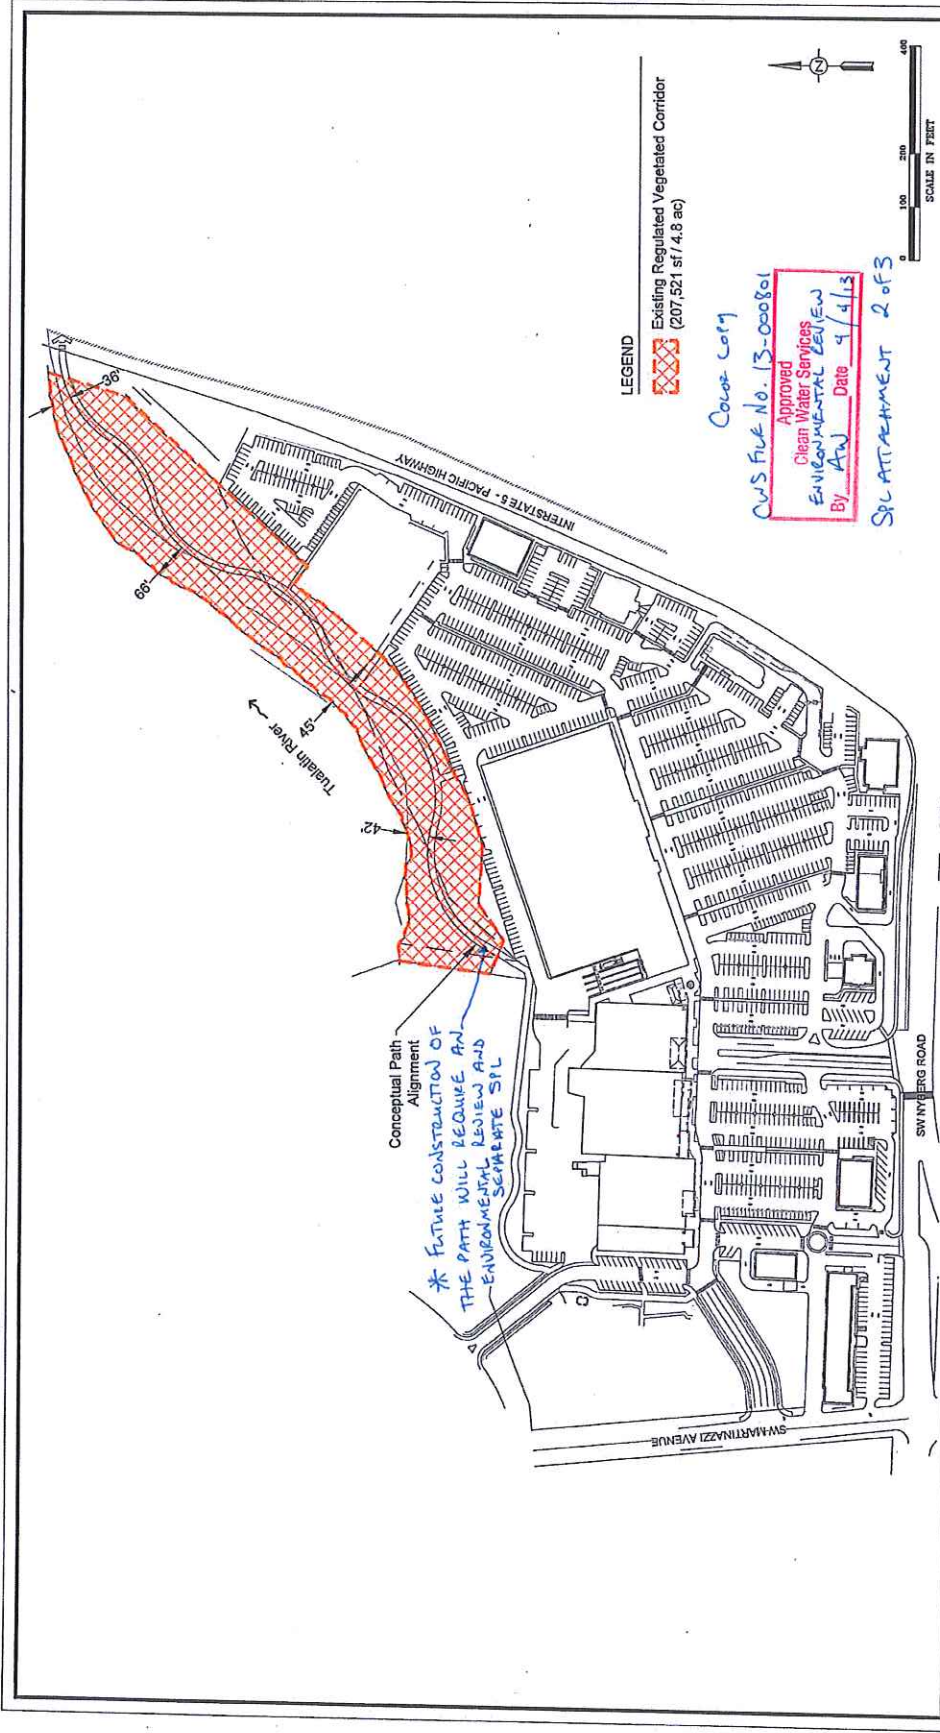 36'
66'
45'
Tualatin River
42'
Conceptual Path
Alignment
* FUTURE CONSTRUCTION OF
THE PATH WILL REQUIRE AN
ENVIRONMENTAL REVIEW AND
SEPARATE SPL
INTERSTATE 5 - PACIFIC HIGHWAY
SW MARTINAZZI AVENUE
SW NYBERG ROAD
LEGEND
Existing Regulated Vegetated Corridor
(207,521 sf / 4.8 ac)
COLOR COPY
CWS FILE NO. 13-000801
Approved
Clean Water Services
ENVIRONMENTAL REVIEW
By AW Date 4/4/13
SPL ATTACHMENT 2 OF 3
N
0 100 200 400
SCALE IN FEET